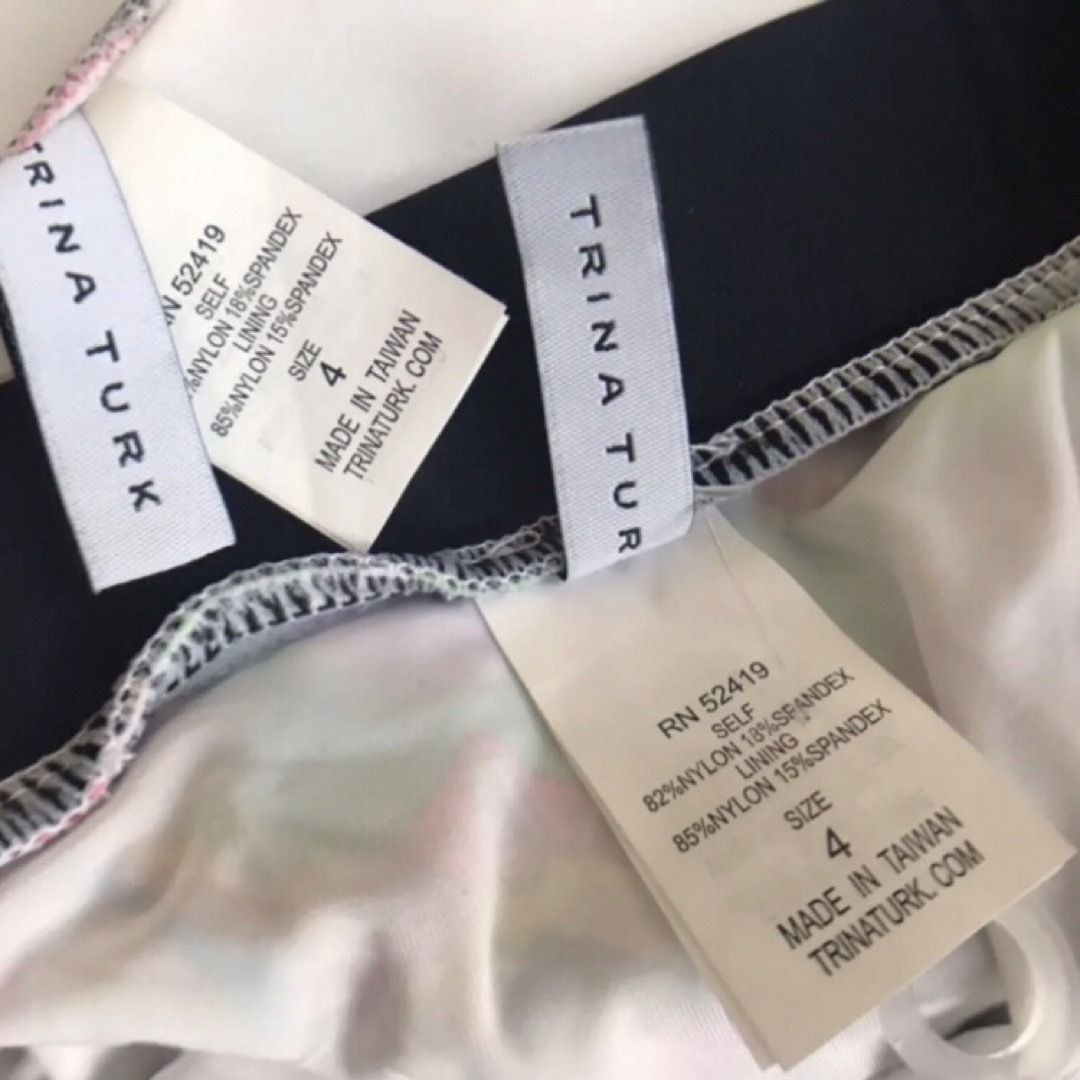 TRINA TURK
RN 52419
SELF
%NYLON 18%SPANDEX
LINING
85%NYLON 15%SPANDEX
SIZE
4
MADE IN TAIWAN
TRINATURK.COM
TRINA TUR
RN 52419
SELF
82%NYLON 18%SPANDEX
LINING
85%NYLON 15%SPANDEX
SIZE
4
MADE IN TAIWAN
TRINATURK.COM